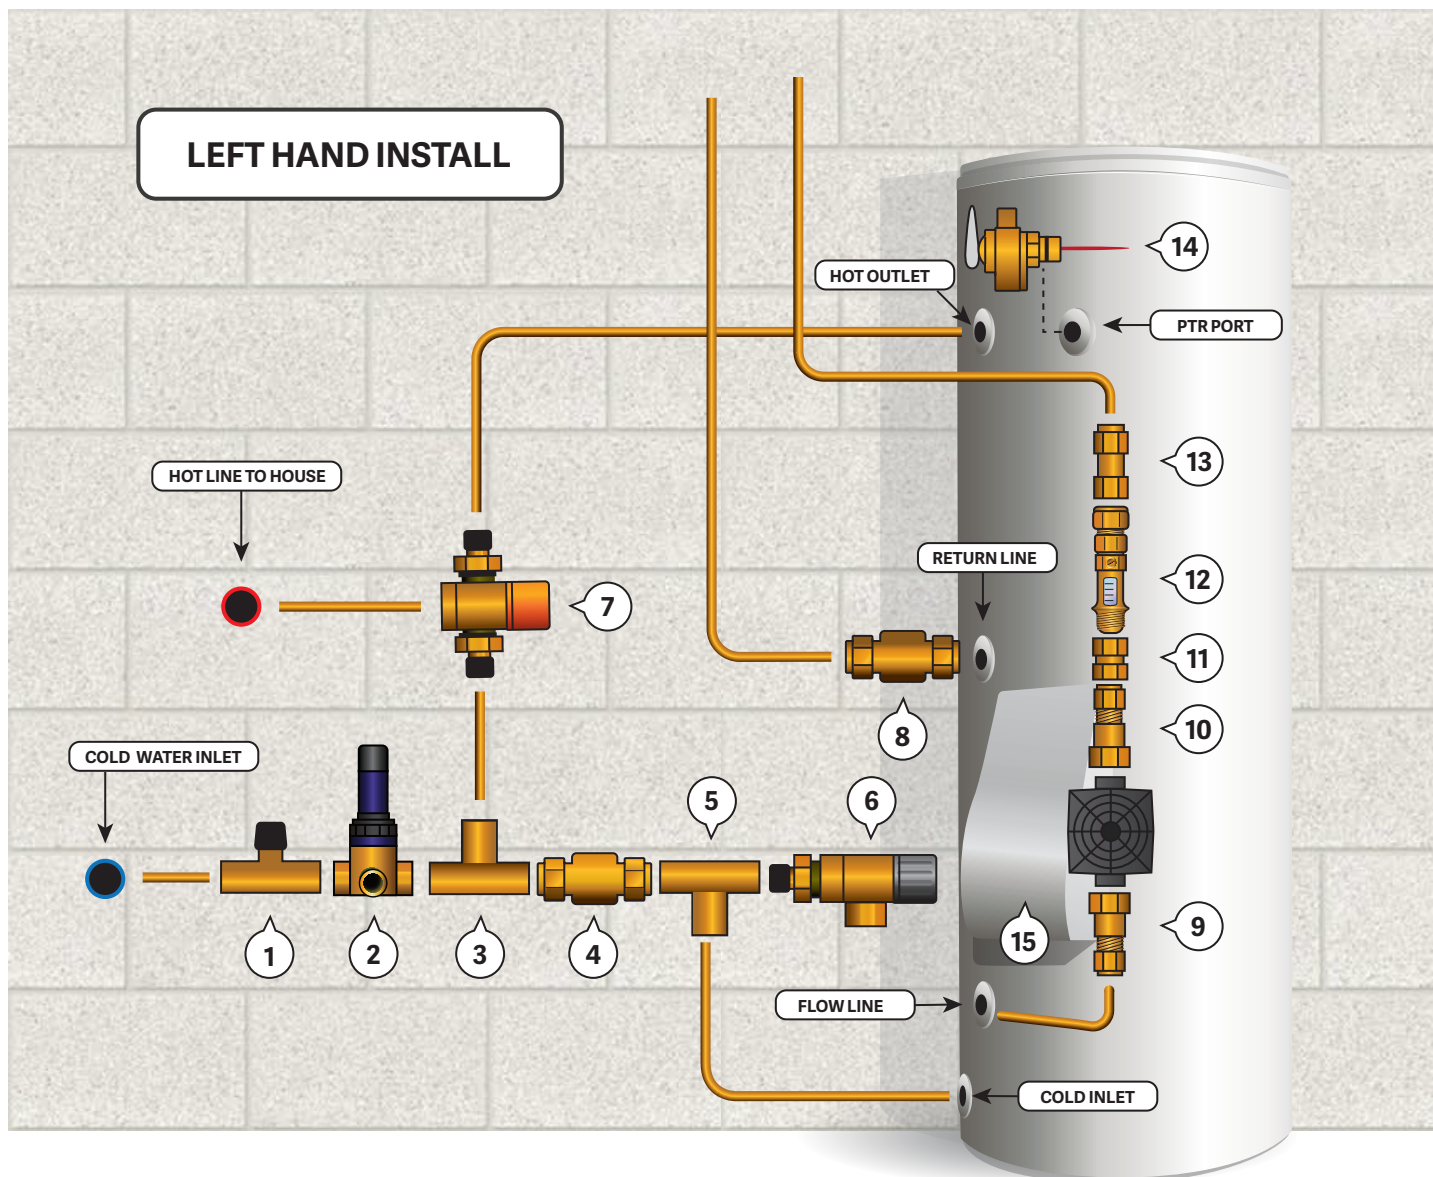 LEFT HAND INSTALL
14
HOT OUTLET
PTR PORT
13
HOT LINE TO HOUSE
RETURN LINE
12
7
11
8
10
COLD WATER INLET
5
6
9
1
2
3
4
15
FLOW LINE
COLD INLET